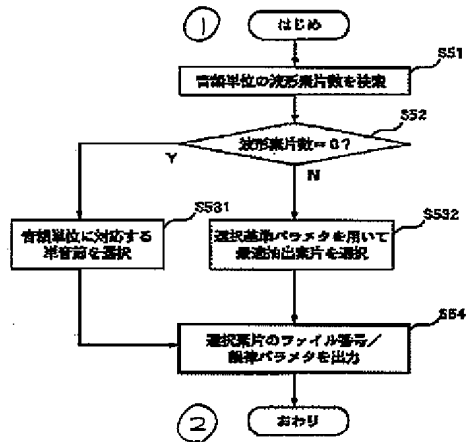 ①
はじめ
S51
音韻単位の波形素片数を検索
S52
波形素片数=0?
Y
N
S531
音韻単位に対応する
単音節を選択
S532
選択基準パラメタを用いて
最適抽出素片を選択
S54
選択素片のファイル番号/
韻律パラメタを出力
②
おわり